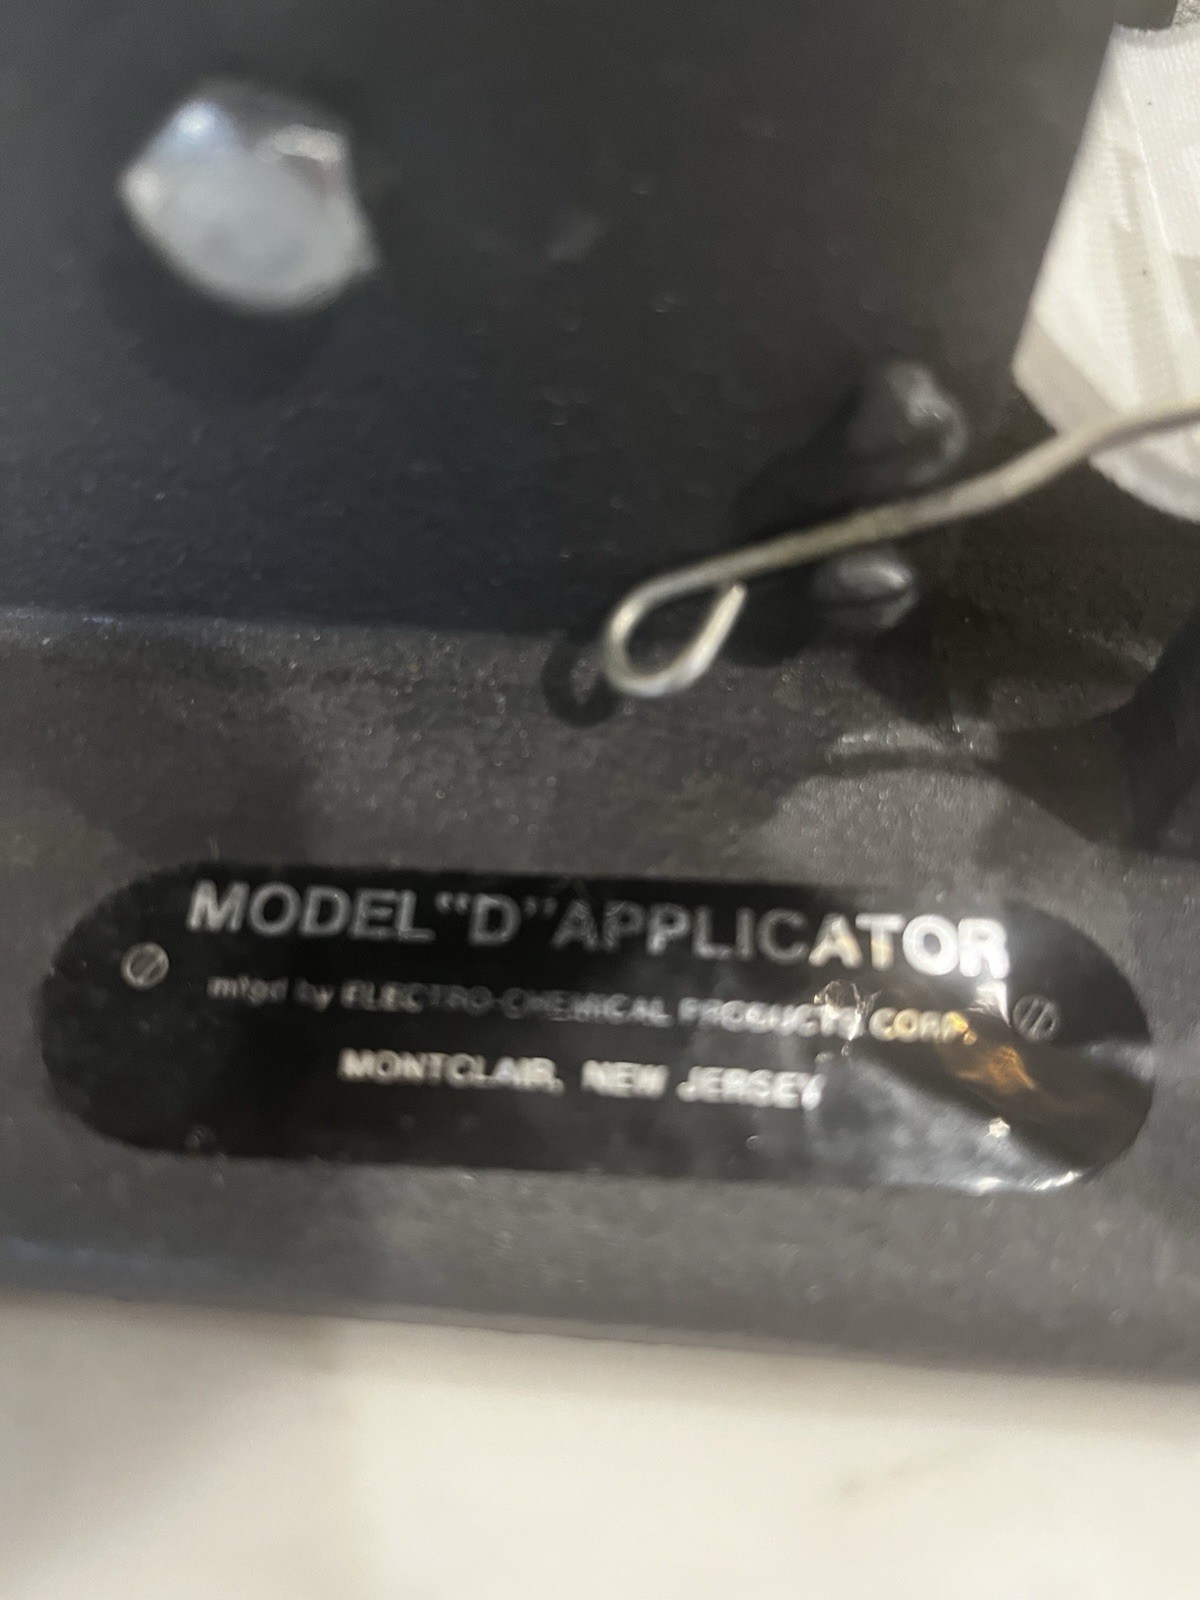 MODEL "D" APPLICATOR
mfgd by ELECTRO-CHEMICAL PRODUCTS CORP.
MONTCLAIR, NEW JERSEY